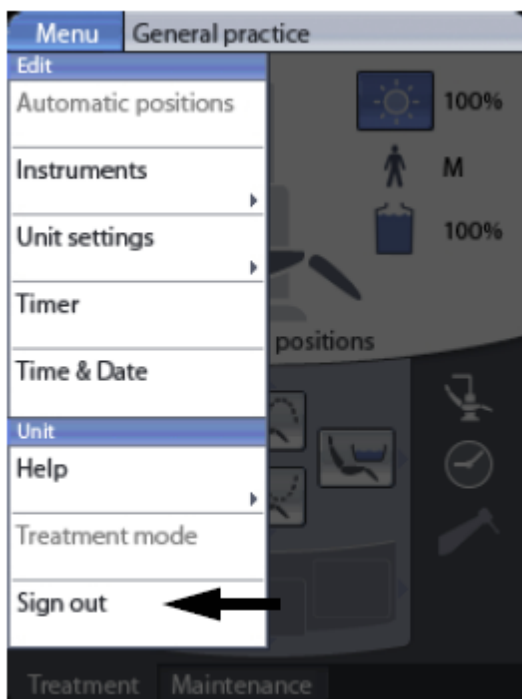 Menu General practice
Edit
Automatic positions
100%
Instruments
M
Unit settings
100%
Timer
positions
Time & Date
Unit
Help
Treatment mode
Sign out
Treatment Maintenance